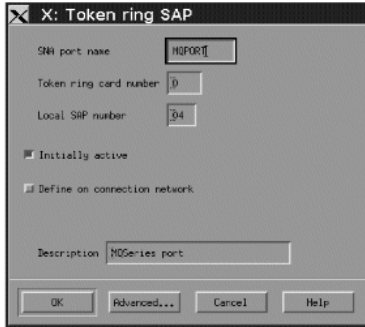 X: Token ring SAP
SNA port name MQPORT
Token ring card number 0
Local SAP number 04
Initially active
Define on connection network
Description MQSeries port
OK Advanced... Cancel Help